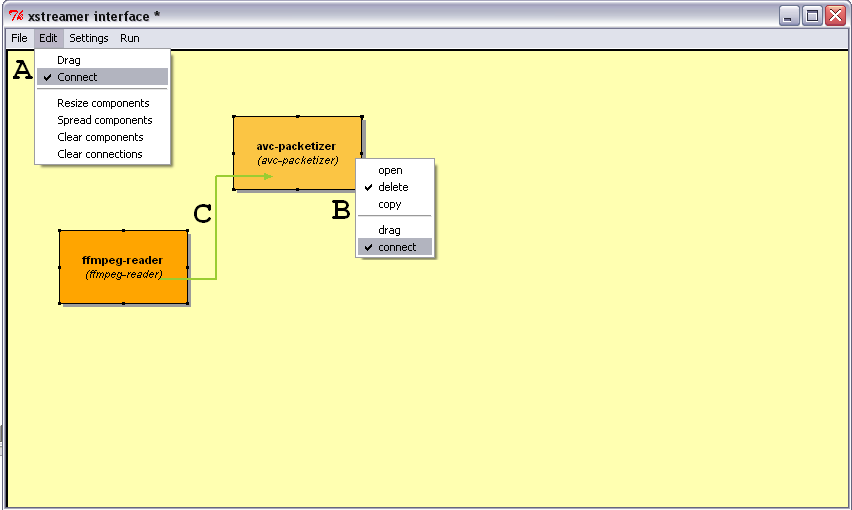 xstreamer interface *
File Edit Settings Run
A
Drag
Connect
Resize components
Spread components
Clear components
Clear connections
avc-packetizer
(avc-packetizer)
B
open
delete
copy
drag
connect
C
ffmpeg-reader
(ffmpeg-reader)